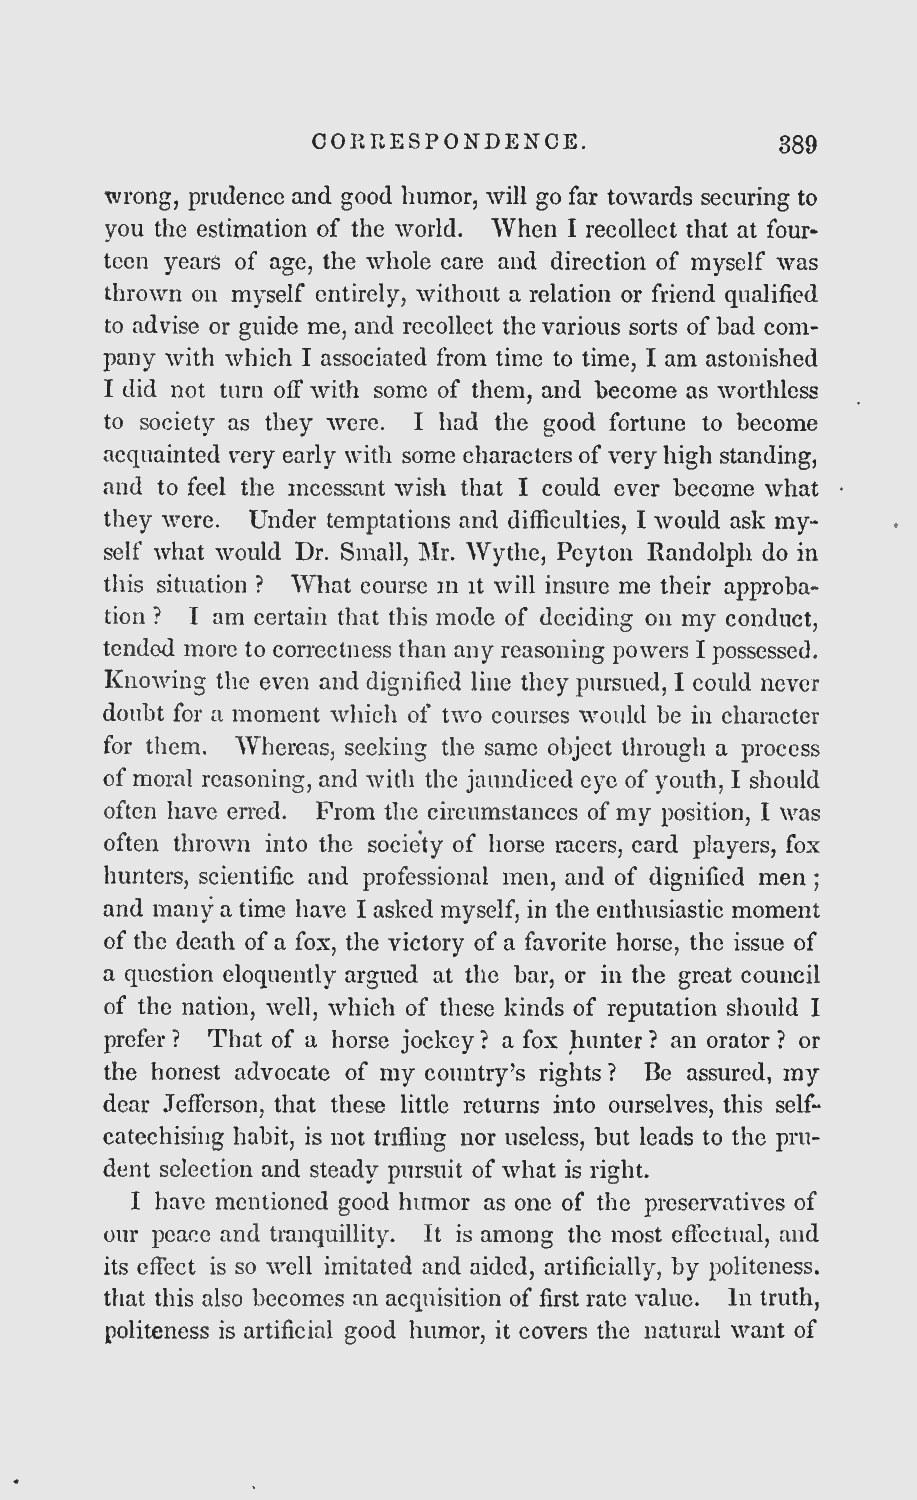 CORRESPONDENCE. 389
wrong, prudence and good humor, will go far towards securing to
you the estimation of the world. When I recollect that at four-
teen years of age, the whole care and direction of myself was
thrown on myself entirely, without a relation or friend qualified
to advise or guide me, and recollect the various sorts of bad com-
pany with which I associated from time to time, I am astonished
I did not turn off with some of them, and become as worthless
to society as they were. I had the good fortune to become
acquainted very early with some characters of very high standing,
and to feel the incessant wish that I could ever become what
they were. Under temptations and difficulties, I would ask my-
self what would Dr. Small, Mr. Wythe, Peyton Randolph do in
this situation? What course in it will insure me their approba-
tion? I am certain that this mode of deciding on my conduct,
tended more to correctness than any reasoning powers I possessed.
Knowing the even and dignified line they pursued, I could never
doubt for a moment which of two courses would be in character
for them. Whereas, seeking the same object through a process
of moral reasoning, and with the jaundiced eye of youth, I should
often have erred. From the circumstances of my position, I was
often thrown into the society of horse racers, card players, fox
hunters, scientific and professional men, and of dignified men;
and many a time have I asked myself, in the enthusiastic moment
of the death of a fox, the victory of a favorite horse, the issue of
a question eloquently argued at the bar, or in the great council
of the nation, well, which of these kinds of reputation should I
prefer? That of a horse jockey? a fox hunter? an orator? or
the honest advocate of my country's rights? Be assured, my
dear Jefferson, that these little returns into ourselves, this self-
catechising habit, is not trifling nor useless, but leads to the pru-
dent selection and steady pursuit of what is right.
I have mentioned good humor as one of the preservatives of
our peace and tranquillity. It is among the most effectual, and
its effect is so well imitated and aided, artificially, by politeness.
that this also becomes an acquisition of first rate value. In truth,
politeness is artificial good humor, it covers the natural want of